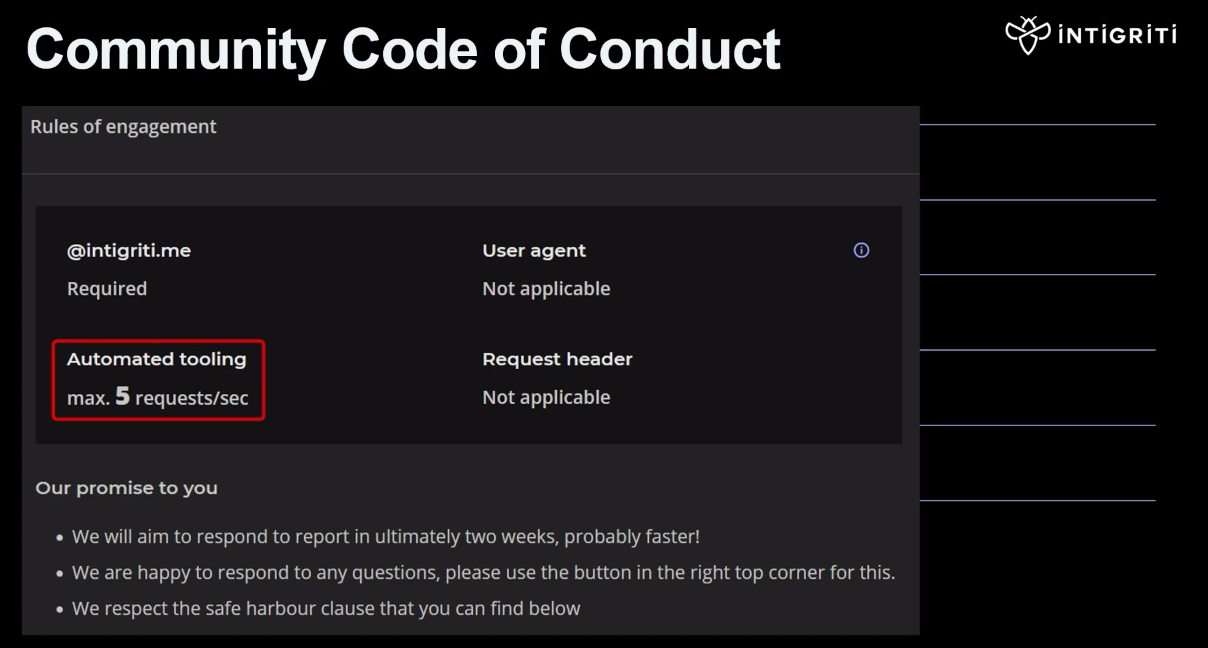 Community Code of Conduct
INTIGRITI
Rules of engagement
@intigriti.me
User agent
Required
Not applicable
Automated tooling
Request header
max. 5 requests/sec
Not applicable
Our promise to you
• We will aim to respond to report in ultimately two weeks, probably faster!
• We are happy to respond to any questions, please use the button in the right top corner for this.
• We respect the safe harbour clause that you can find below